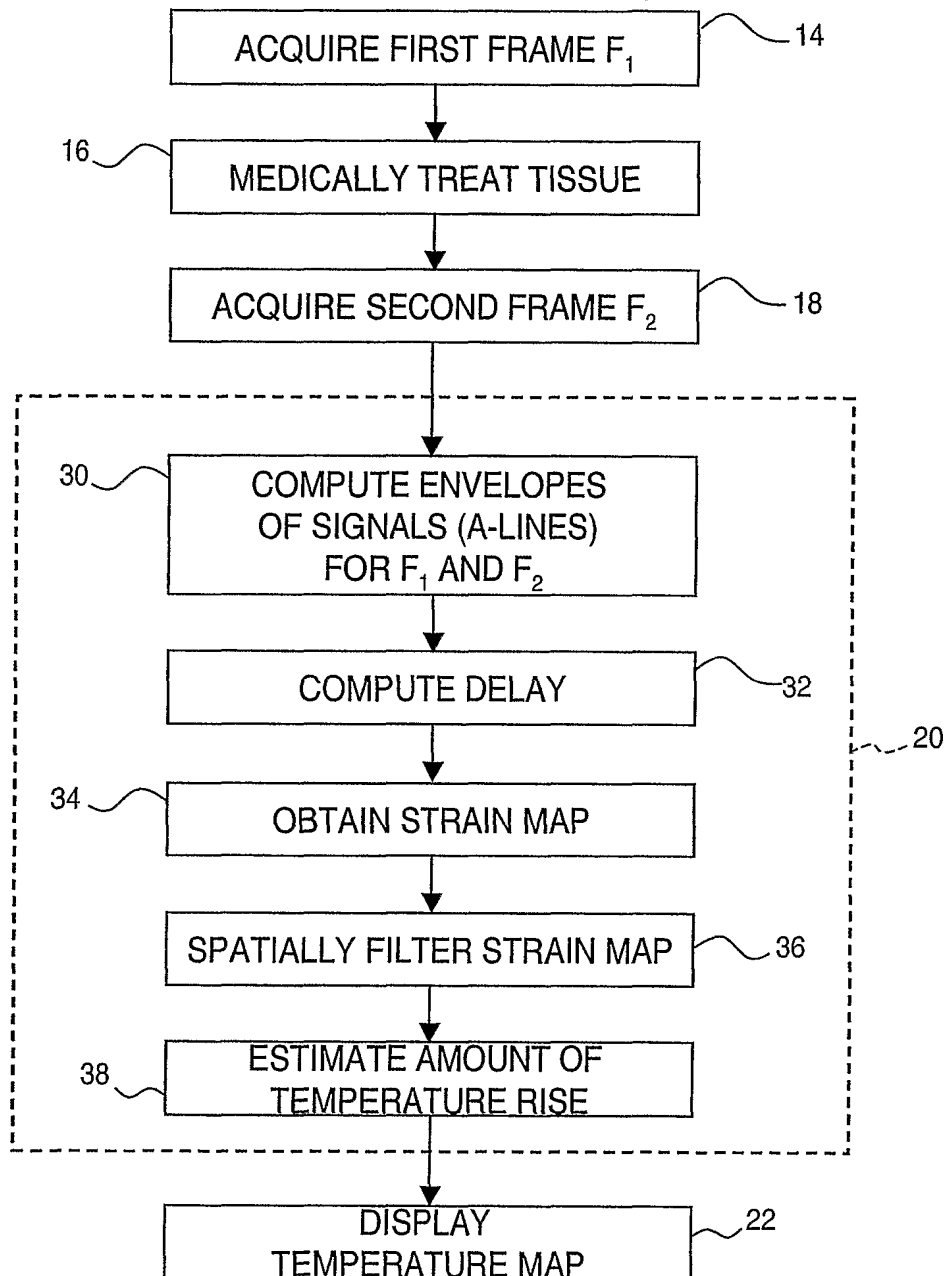 ACQUIRE FIRST FRAME F₁
14
16
MEDICALLY TREAT TISSUE
ACQUIRE SECOND FRAME F₂
18
30
COMPUTE ENVELOPES
OF SIGNALS (A-LINES)
FOR F₁ AND F₂
COMPUTE DELAY
32
20
34
OBTAIN STRAIN MAP
SPATIALLY FILTER STRAIN MAP
36
38
ESTIMATE AMOUNT OF
TEMPERATURE RISE
DISPLAY
22
TEMPERATURE MAP